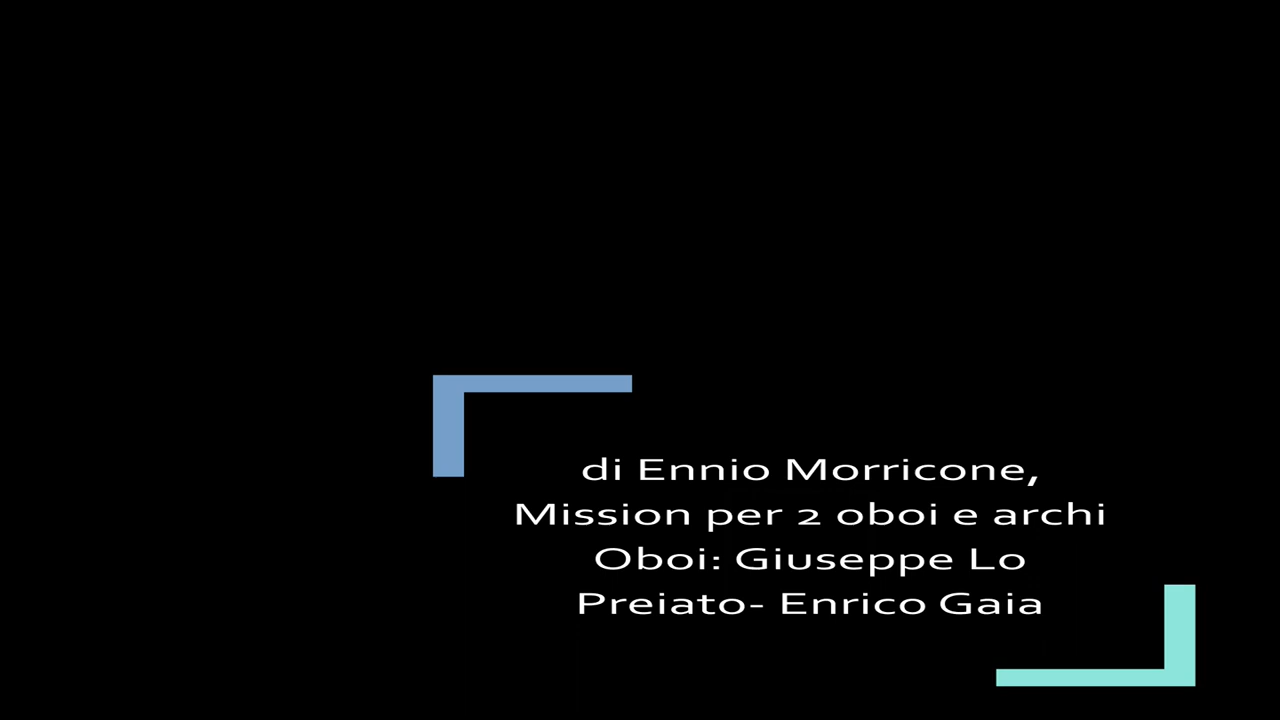 di Ennio Morricone,
Mission per 2 oboi e archi
Oboi: Giuseppe Lo
Preiato- Enrico Gaia